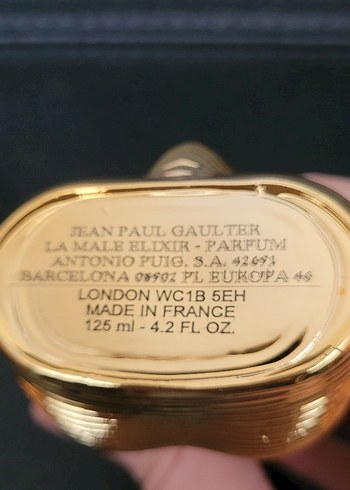 JEAN PAUL GAULTER
LA MALE ELIXIR - PARFUM
ANTONIO PUIG. S.A. 42691
BARCELONA 08902 PL EUROPA 46
LONDON WC1B 5EH
MADE IN FRANCE
125 ml - 4.2 FL OZ.